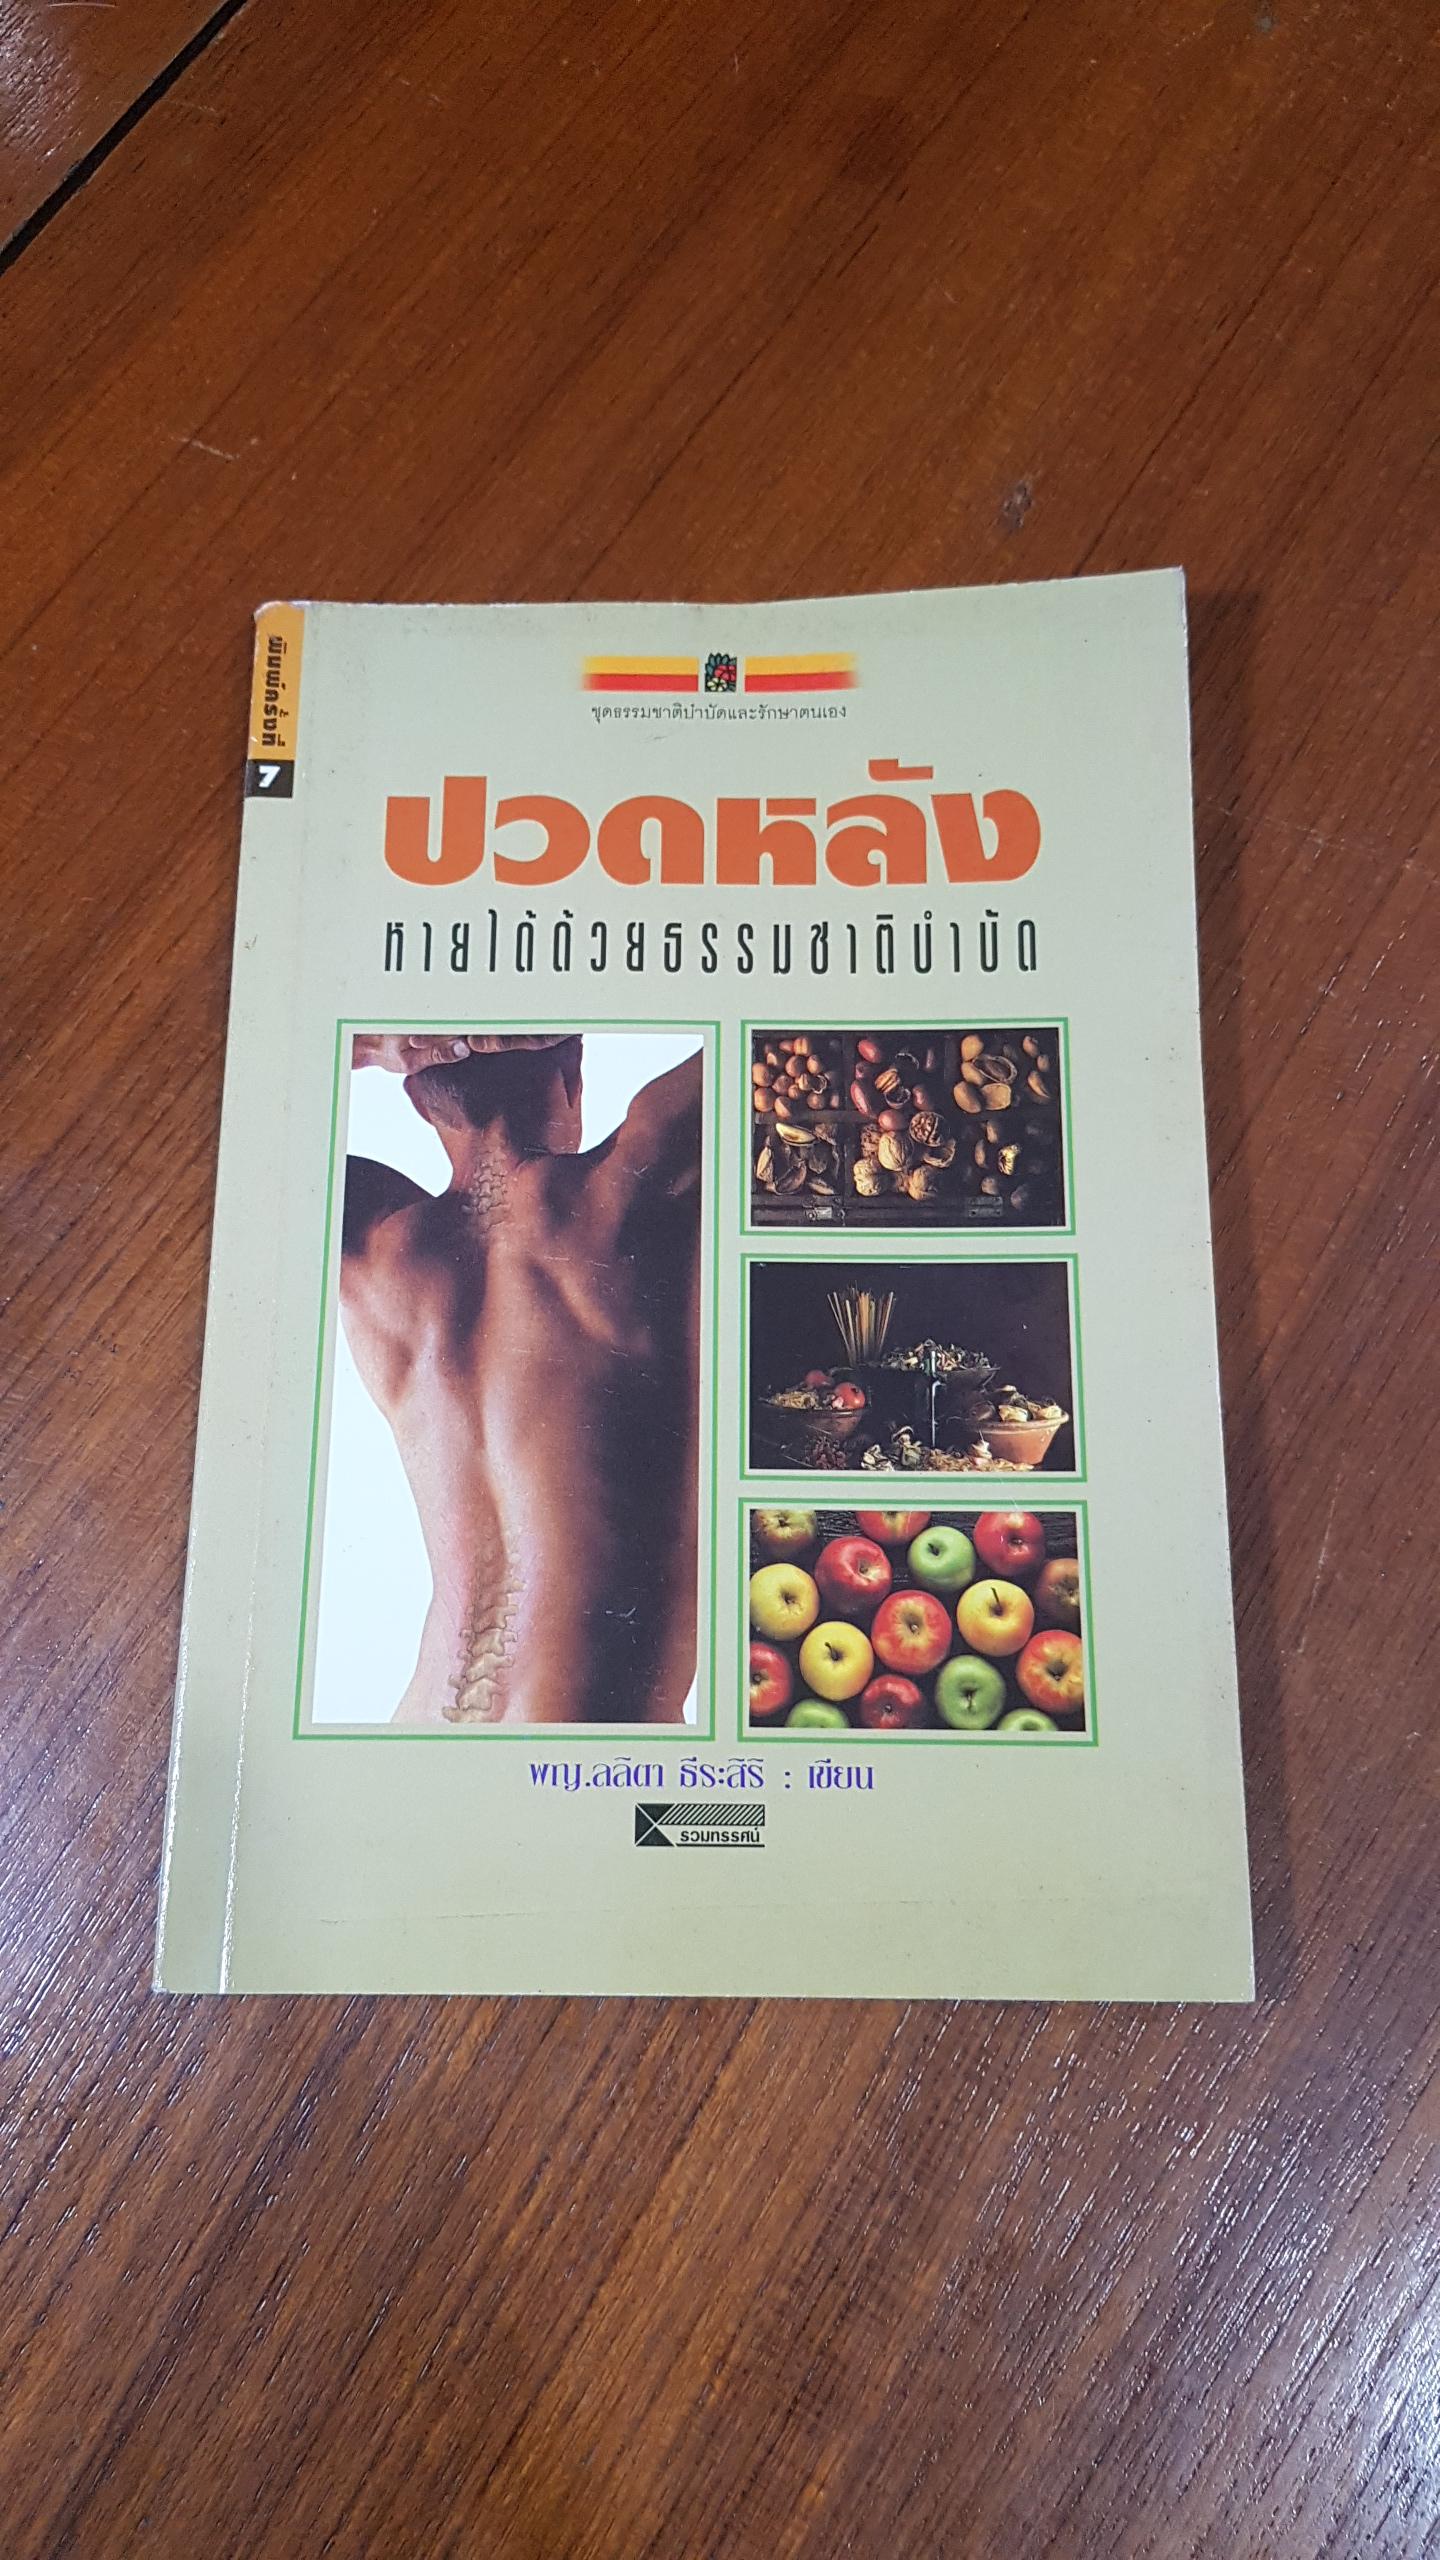 พิมพ์ครั้งที่
7
ชุดธรรมชาติบำบัดและรักษาตนเอง
ปวดหลัง
หายได้ด้วยธรรมชาติบำบัด
พญ.ลลิตา ธีระสิริ : เขียน
รวมทรรศน์